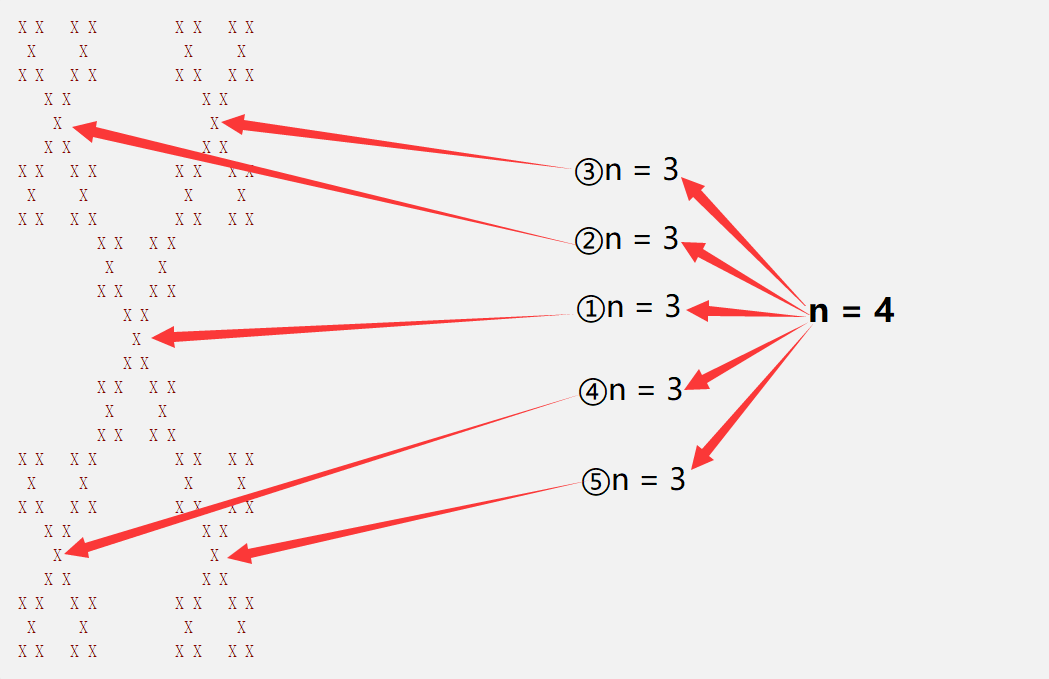 X X   X X         X X   X X
 X     X           X     X
X X   X X         X X   X X
   X X               X X
    X                 X
   X X               X X
X X   X X         X X   X X
 X     X           X     X
X X   X X         X X   X X
         X X   X X
          X     X
         X X   X X
            X X
             X
            X X
         X X   X X
          X     X
         X X   X X
X X   X X         X X   X X
 X     X           X     X
X X   X X         X X   X X
   X X               X X
    X                 X
   X X               X X
X X   X X         X X   X X
 X     X           X     X
X X   X X         X X   X X
③n = 3
②n = 3
①n = 3
④n = 3
⑤n = 3
n = 4